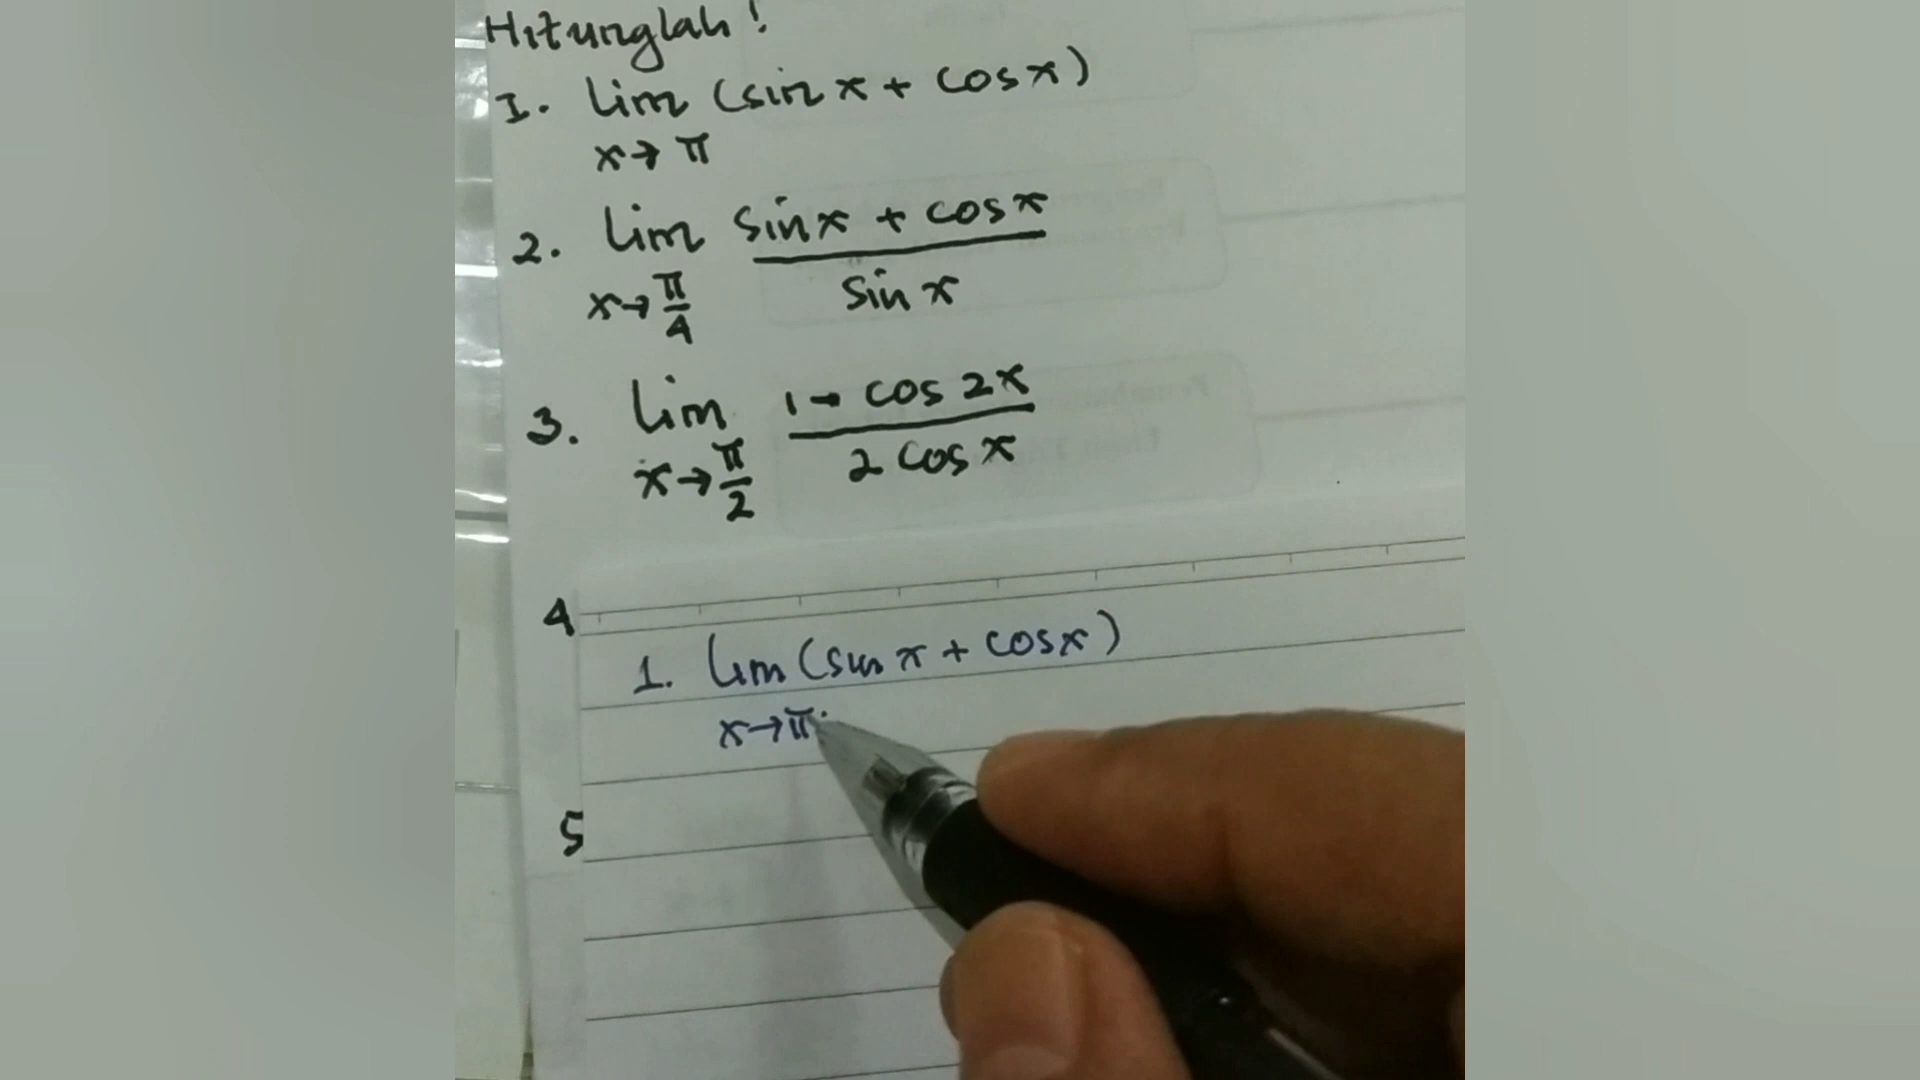 Hitunglah!
1. lim (sin x + cos x)
x→π
2. lim sin x + cos x
x→π/4 sin x
3. lim 1 - cos 2x
x→π/2 2 cos x
4
1. lim (sin x + cos x)
x→π
5